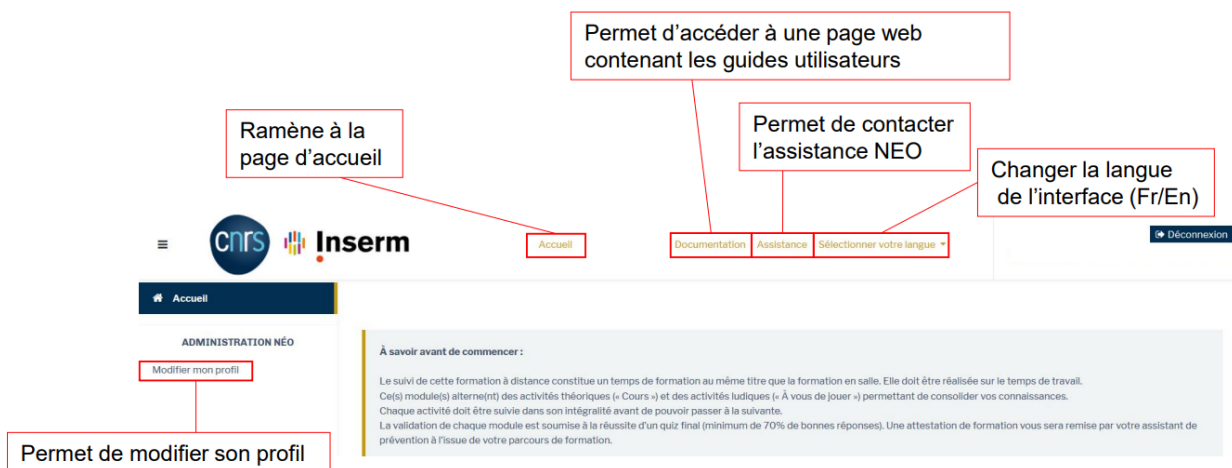 Permet d'accéder à une page web
contenant les guides utilisateurs
Ramène à la
page d'accueil
Permet de contacter
l'assistance NEO
Changer la langue
de l'interface (Fr/En)
≡
cnrs
Inserm
Accueil
Documentation
Assistance
Sélectionner votre langue
Déconnexion
Accueil
ADMINISTRATION NÉO
Modifier mon profil
Permet de modifier son profil
À savoir avant de commencer :
Le suivi de cette formation à distance constitue un temps de formation au même titre que la formation en salle. Elle doit être réalisée sur le temps de travail.
Ce(s) module(s) alterne(nt) des activités théoriques (« Cours ») et des activités ludiques (« À vous de jouer ») permettant de consolider vos connaissances.
Chaque activité doit être suivie dans son intégralité avant de pouvoir passer à la suivante.
La validation de chaque module est soumise à la réussite d'un quiz final (minimum de 70% de bonnes réponses). Une attestation de formation vous sera remise par votre assistant de
prévention à l'issue de votre parcours de formation.